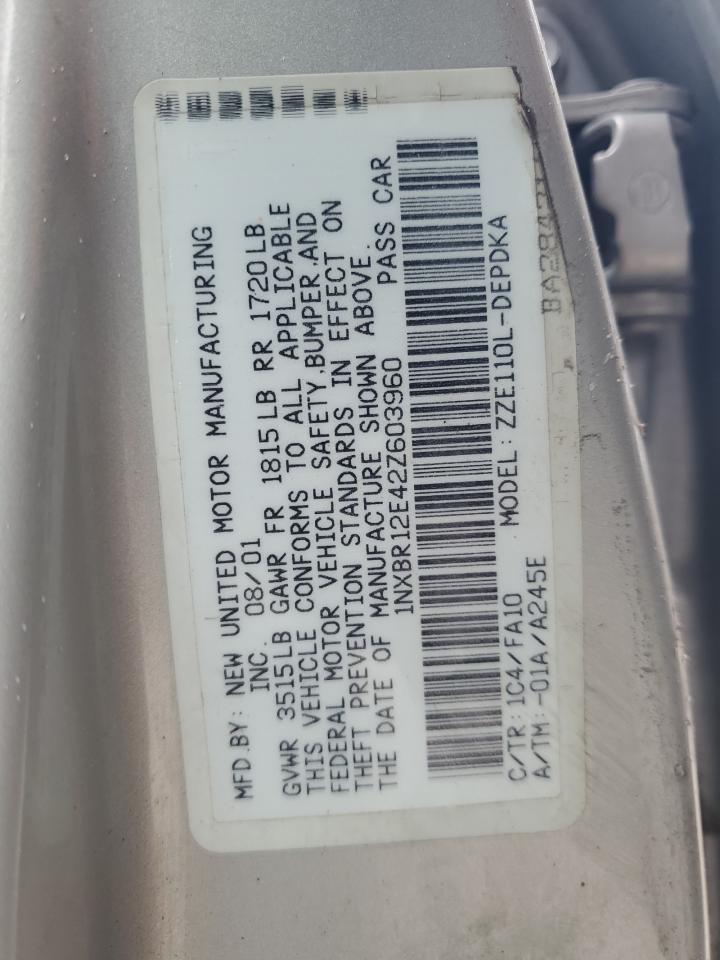 MFD.BY: NEW UNITED MOTOR MANUFACTURING
INC. 08/01
GVWR 3515LB GAWR FR 1815LB RR 1720LB
THIS VEHICLE CONFORMS TO ALL APPLICABLE
FEDERAL MOTOR VEHICLE SAFETY,BUMPER,AND
THEFT PREVENTION STANDARDS IN EFFECT ON
THE DATE OF MANUFACTURE SHOWN ABOVE.
1NXBR12E42Z603960 PASS CAR
C/TR:1C4/FA10 MODEL:ZZE110L-DEPDKA
A/TM:-01A/A245E